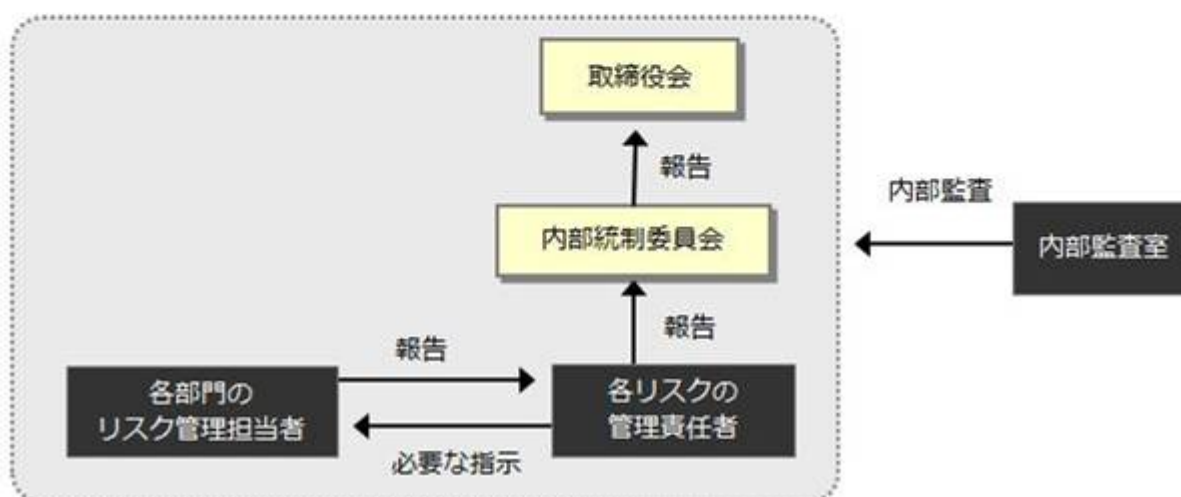 取締役会
報告
内部監査
内部統制委員会
内部監査室
報告
報告
各部門の
リスク管理担当者
各リスクの
管理責任者
必要な指示